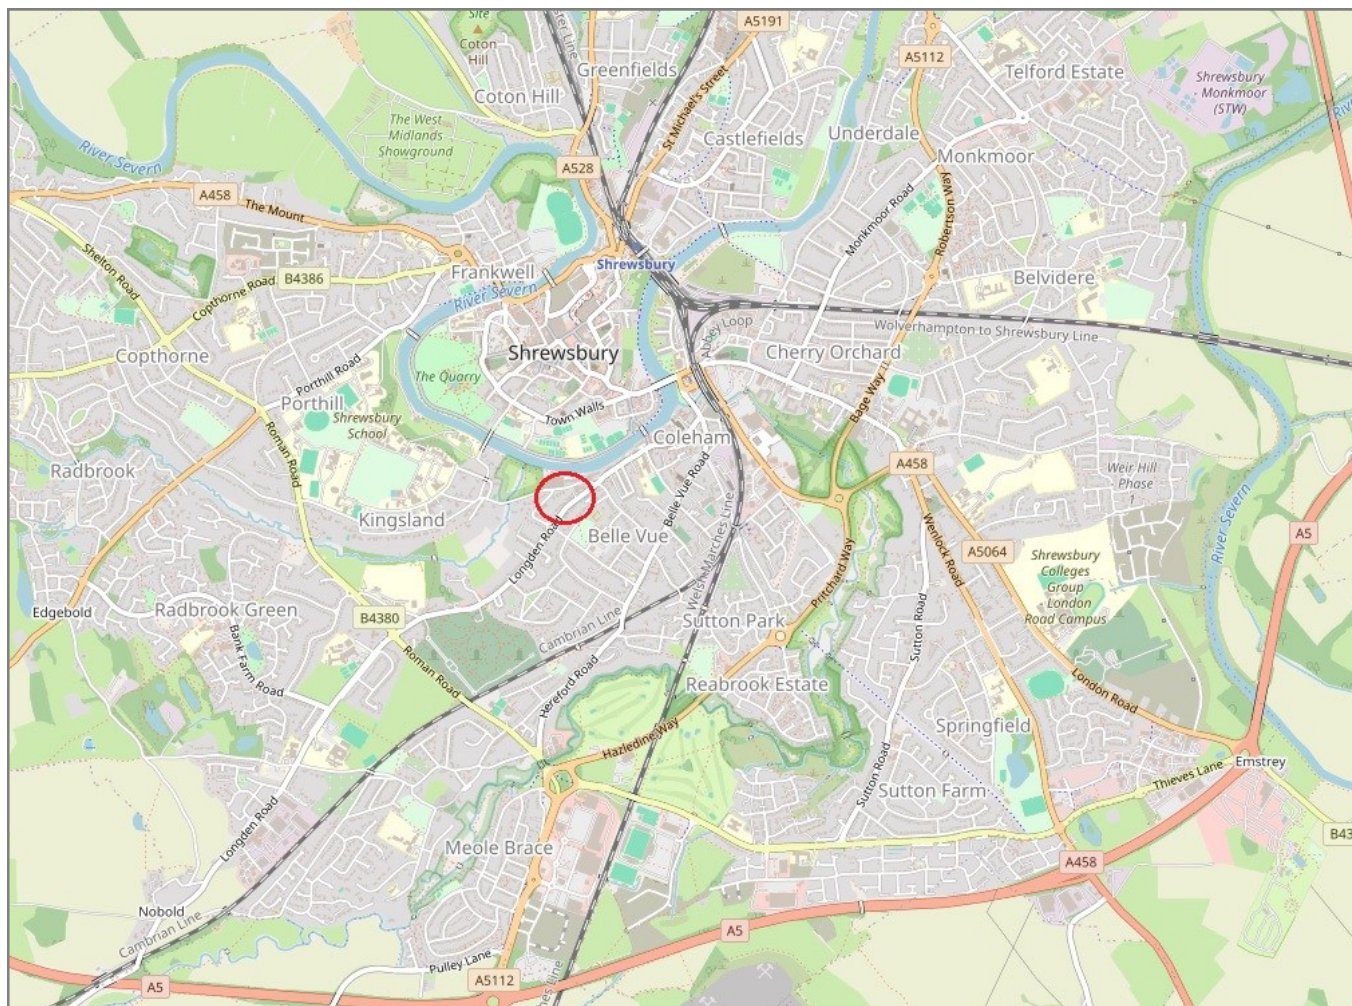 A5191
Site
Coton
Hill
Greenfields
A5112
Telford Estate
Shrewsbury
- Monkmoor
(STW)
Coton Hill
St Michael's Street
The West
Midlands
Showground
Castlefields
Underdale
River Severn
A528
Monkmoor
A458
The Mount
Monkmoor Road
Robertson Way
Shelton Road
Frankwell
Shrewsbury
Belvidere
B4386
Copthorne Road
River Severn
Abbey Loop
Wolverhampton to Shrewsbury Line
Copthorne
Shrewsbury
Cherry Orchard
Porthill Road
The Quarry
Bage Way
Porthill
Shrewsbury
School
Town Walls
Coleham
Roman Road
Radbrook
A458
Weir Hill
Phase
1
Belle Vue Road
Kingsland
Belle Vue
Longden Road
Welsh Marches Line
Wenlock Road
River Severn
A5
A5064
Shrewsbury
Colleges
Group
London
Road Campus
Pritchard Way
Edgebold
Radbrook Green
B4380
Cambrian Line
Sutton Park
Sutton Road
Bank Farm Road
Roman Road
Hereford Road
Reabrook Estate
London Road
Hazledine Way
Springfield
Emstrey
Thieves Lane
Sutton Road
Sutton Farm
Longden Road
Meole Brace
B43
A458
Nobold
Cambrian Line
A5
Pulley Lane
A5
A5112